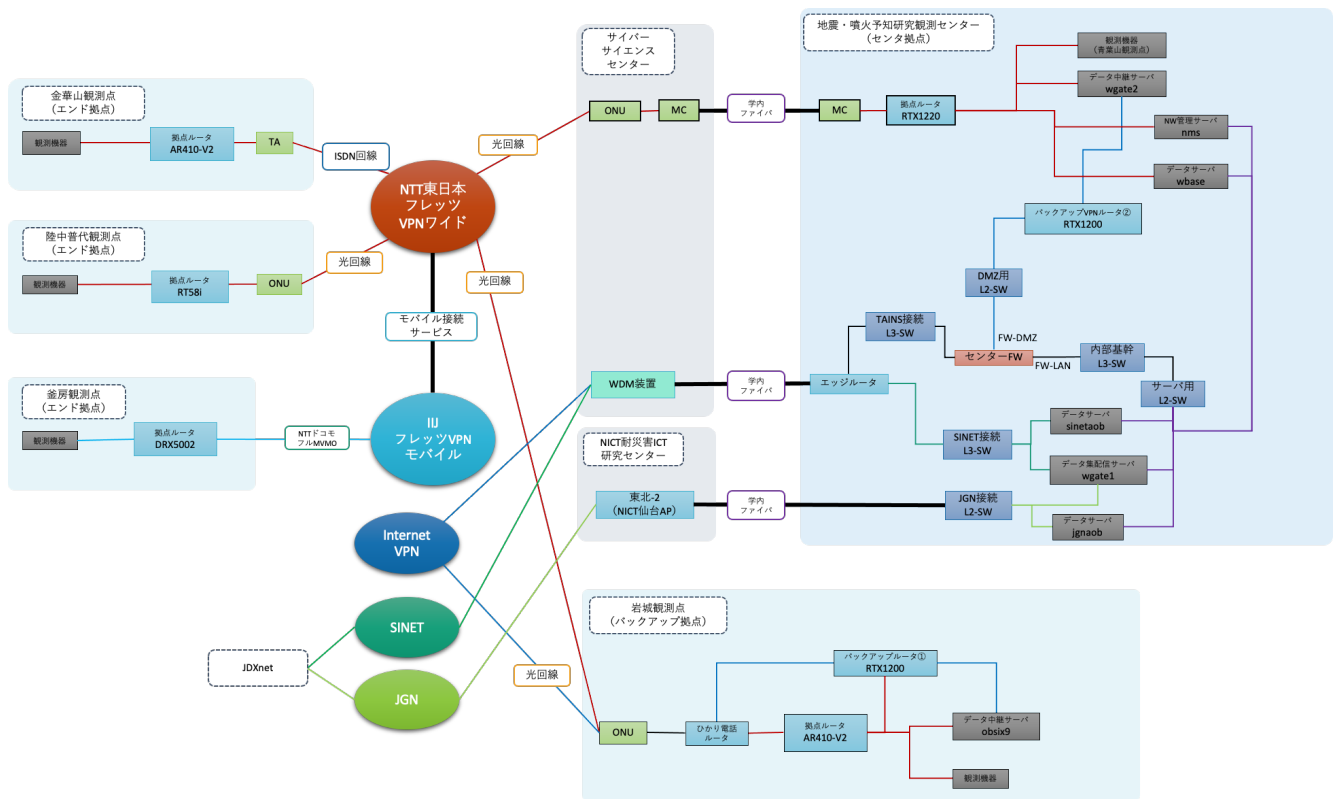 金華山観測点
（エンド拠点）
観測機器
拠点ルータ
AR410-V2
TA
ISDN回線
陸中普代観測点
（エンド拠点）
観測機器
拠点ルータ
RT58i
ONU
光回線
釜房観測点
（エンド拠点）
観測機器
拠点ルータ
DRX5002
NTTドコモ
フルMVMO
NTT東日本
フレッツ
VPNワイド
光回線
光回線
モバイル接続
サービス
IIJ
フレッツVPN
モバイル
Internet
VPN
SINET
JGN
JDXnet
光回線
サイバー
サイエンス
センター
ONU
MC
学内
ファイバ
WDM装置
学内
ファイバ
NICT耐災害ICT
研究センター
東北-2
（NICT仙台AP）
学内
ファイバ
地震・噴火予知研究観測センター
（センタ拠点）
MC
拠点ルータ
RTX1220
観測機器
（青葉山観測点）
データ中継サーバ
wgate2
NW管理サーバ
nms
データサーバ
wbase
バックアップVPNルータ②
RTX1200
DMZ用
L2-SW
TAINS接続
L3-SW
FW-DMZ
センターFW
FW-LAN
内部基幹
L3-SW
エッジルータ
サーバ用
L2-SW
データサーバ
sinetaob
SINET接続
L3-SW
データ集配信サーバ
wgate1
JGN接続
L2-SW
データサーバ
jgnaob
岩城観測点
（バックアップ拠点）
バックアップルータ①
RTX1200
ONU
ひかり電話
ルータ
拠点ルータ
AR410-V2
データ中継サーバ
obsix9
観測機器